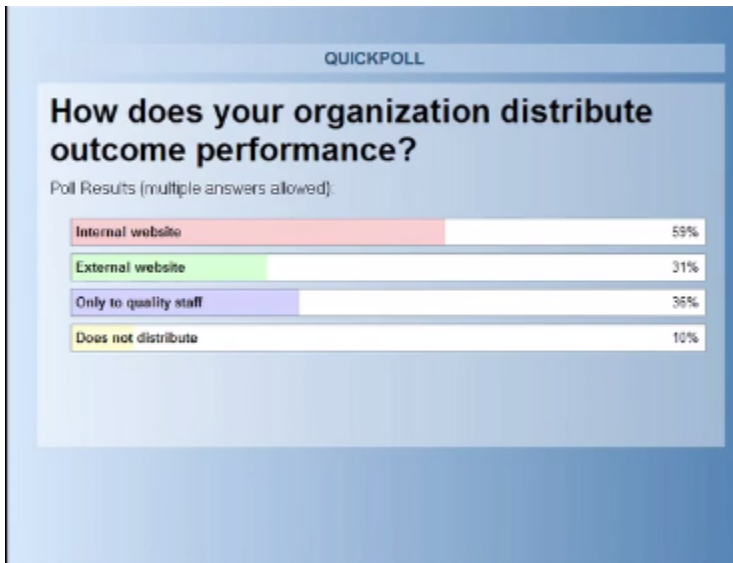 QUICKPOLL
How does your organization distribute
outcome performance?
Poll Results (multiple answers allowed):
Internal website 59%
External website 31%
Only to quality staff 36%
Does not distribute 10%